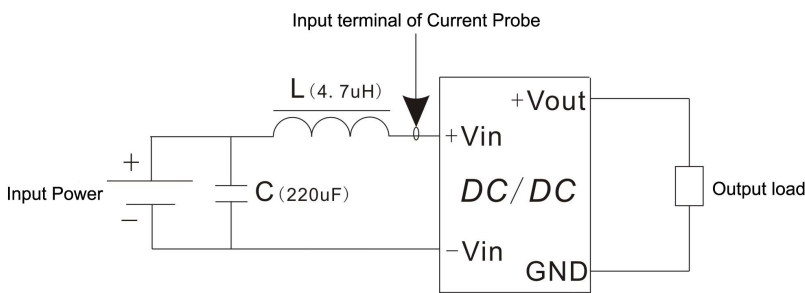 Input terminal of Current Probe
L(4.7uH)
+Vout
+Vin
+
Input Power
C(220uF)
DC/DC
Output load
−
−Vin
GND